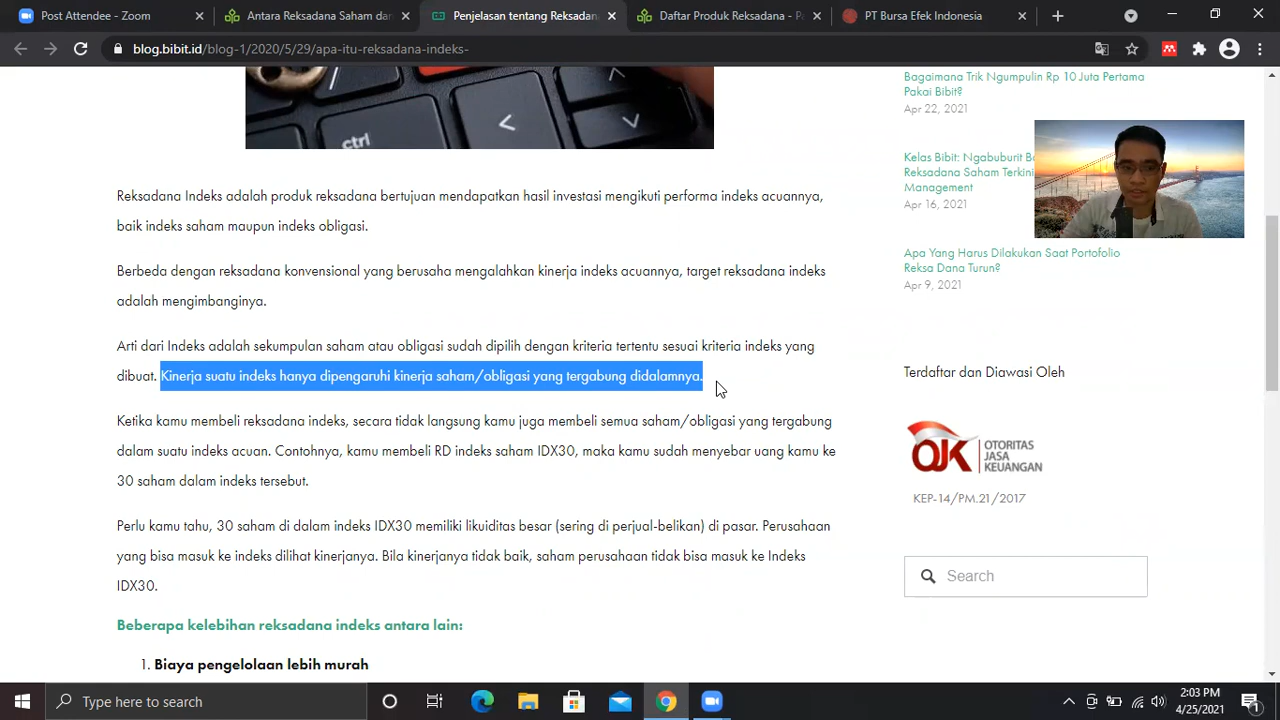 Post Attendee - Zoom
Antara Reksadana Saham dan
Penjelasan tentang Reksadan
Daftar Produk Reksadana - Pa
PT Bursa Efek Indonesia
blog.bibit.id/blog-1/2020/5/29/apa-itu-reksadana-indeks-
Bagaimana Trik Ngumpulin Rp 10 Juta Pertama
Pakai Bibit?
Apr 22, 2021
Kelas Bibit: Ngabuburit
Reksadana Saham Terkini
Management
Apr 16, 2021
Apa Yang Harus Dilakukan Saat Portofolio
Reksa Dana Turun?
Apr 9, 2021
Terdaftar dan Diawasi Oleh
OJK OTORITAS
JASA
KEUANGAN
KEP-14/PM.21/2017
Search
ctrl
Reksadana Indeks adalah produk reksadana bertujuan mendapatkan hasil investasi mengikuti performa indeks acuannya,
baik indeks saham maupun indeks obligasi.
Berbeda dengan reksadana konvensional yang berusaha mengalahkan kinerja indeks acuannya, target reksadana indeks
adalah mengimbanginya.
Arti dari Indeks adalah sekumpulan saham atau obligasi sudah dipilih dengan kriteria tertentu sesuai kriteria indeks yang
dibuat. Kinerja suatu indeks hanya dipengaruhi kinerja saham/obligasi yang tergabung didalamnya.
Ketika kamu membeli reksadana indeks, secara tidak langsung kamu juga membeli semua saham/obligasi yang tergabung
dalam suatu indeks acuan. Contohnya, kamu membeli RD indeks saham IDX30, maka kamu sudah menyebar uang kamu ke
30 saham dalam indeks tersebut.
Perlu kamu tahu, 30 saham di dalam indeks IDX30 memiliki likuiditas besar (sering di perjual-belikan) di pasar. Perusahaan
yang bisa masuk ke indeks dilihat kinerjanya. Bila kinerjanya tidak baik, saham perusahaan tidak bisa masuk ke Indeks
IDX30.
Beberapa kelebihan reksadana indeks antara lain:
1. Biaya pengelolaan lebih murah
Type here to search
2:03 PM
4/25/2021
1